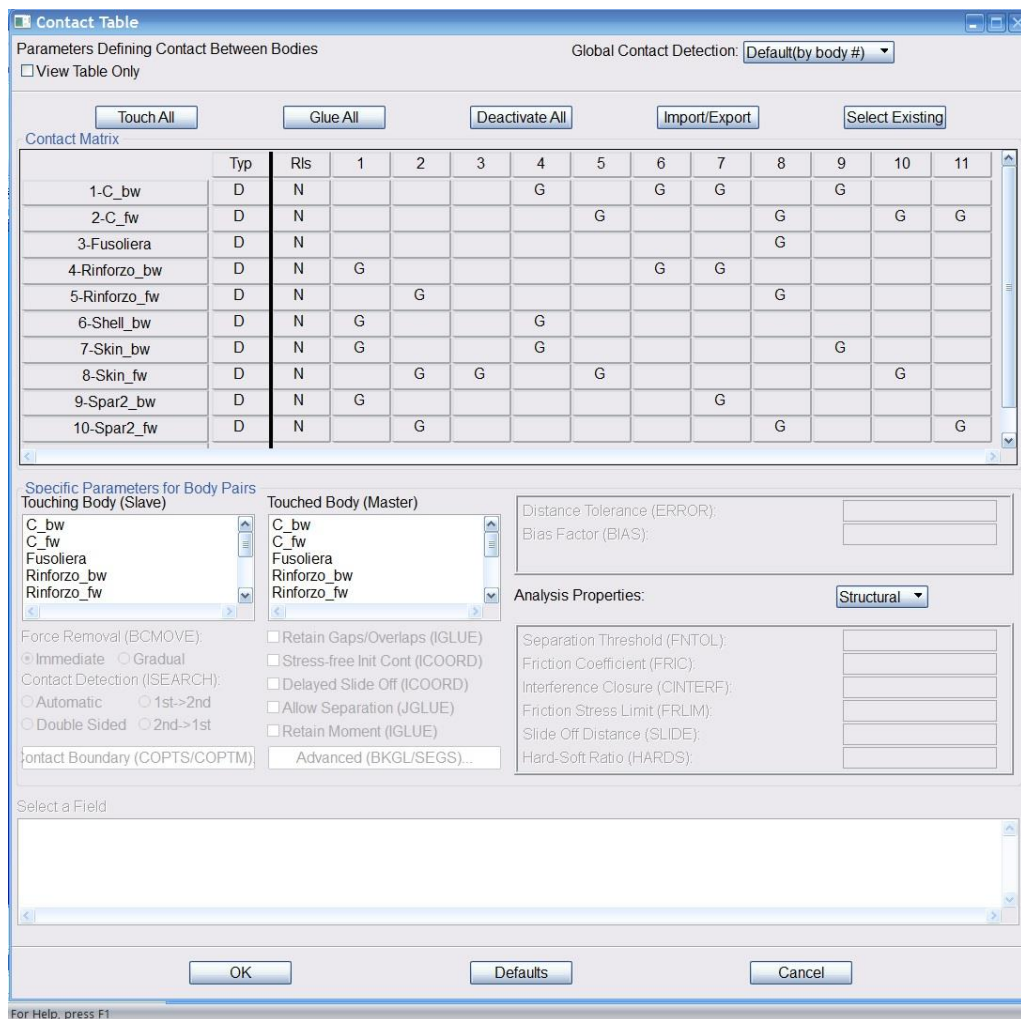 Contact Table
Parameters Defining Contact Between Bodies
Global Contact Detection: Default(by body #)
View Table Only
Touch All Glue All Deactivate All Import/Export Select Existing
Contact Matrix
Typ Rls 1 2 3 4 5 6 7 8 9 10 11
1-C_bw D N G G G G
2-C_fw D N G G G G
3-Fusoliera D N G
4-Rinforzo_bw D N G G G
5-Rinforzo_fw D N G G
6-Shell_bw D N G G
7-Skin_bw D N G G G
8-Skin_fw D N G G G G
9-Spar2_bw D N G G
10-Spar2_fw D N G G G
Specific Parameters for Body Pairs
Touching Body (Slave)
C_bw
C_fw
Fusoliera
Rinforzo_bw
Rinforzo_fw
Touched Body (Master)
C_bw
C_fw
Fusoliera
Rinforzo_bw
Rinforzo_fw
Distance Tolerance (ERROR):
Bias Factor (BIAS):
Analysis Properties: Structural
Force Removal (BCMOVE):
Immediate Gradual
Contact Detection (ISEARCH):
Automatic 1st->2nd
Double Sided 2nd->1st
ontact Boundary (COPTS/COPTM).
Retain Gaps/Overlaps (IGLUE)
Stress-free Init Cont (ICOORD)
Delayed Slide Off (ICOORD)
Allow Separation (JGLUE)
Retain Moment (IGLUE)
Advanced (BKGL/SEGS)...
Separation Threshold (FNTOL):
Friction Coefficient (FRIC):
Interference Closure (CINTERF):
Friction Stress Limit (FRLIM):
Slide Off Distance (SLIDE):
Hard-Soft Ratio (HARDS):
Select a Field
OK Defaults Cancel
For Help, press F1